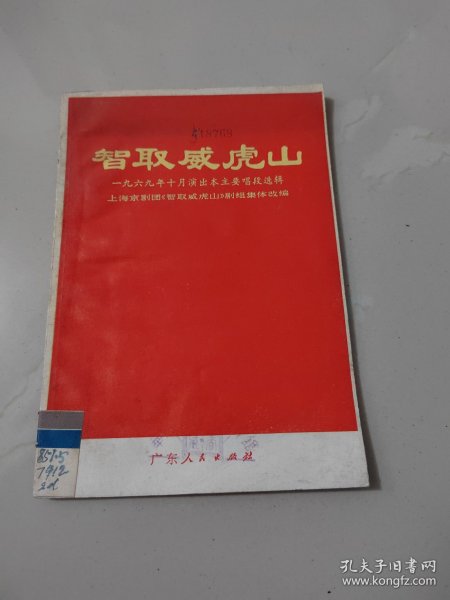 智取威虎山
一九六九年十月演出本主要唱段选辑
上海京剧团《智取威虎山》剧组集体改编
广东人民出版社
7912
孔夫子旧书网
www.kongfz.com